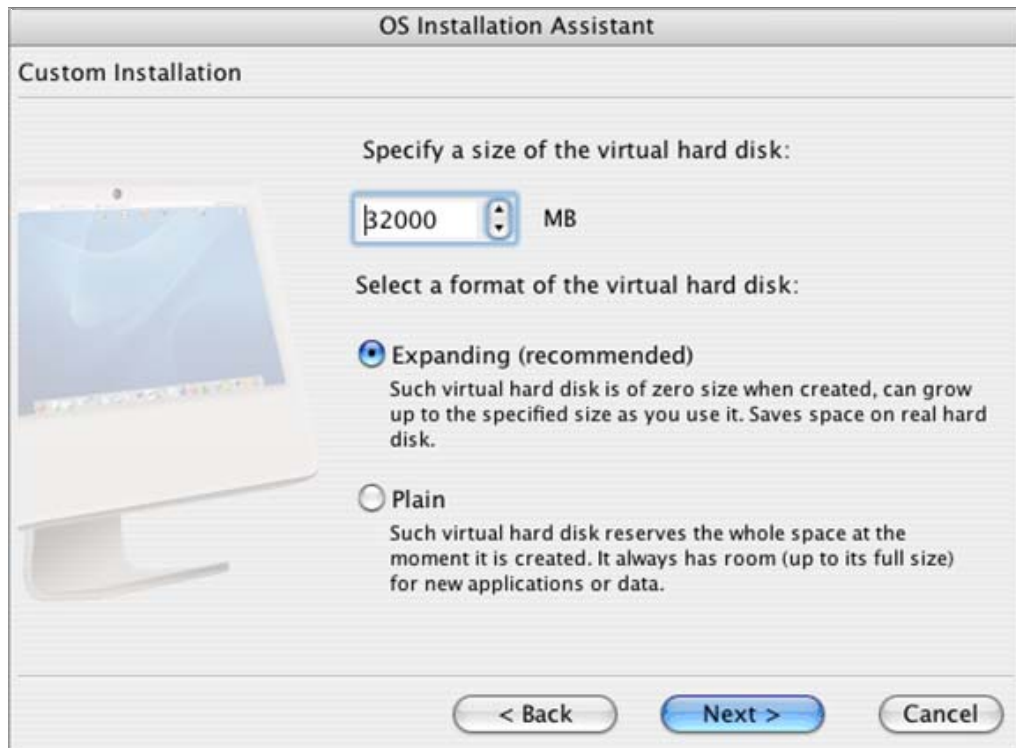 OS Installation Assistant
Custom Installation
Specify a size of the virtual hard disk:
32000 MB
Select a format of the virtual hard disk:
Expanding (recommended)
Such virtual hard disk is of zero size when created, can grow
up to the specified size as you use it. Saves space on real hard
disk.
Plain
Such virtual hard disk reserves the whole space at the
moment it is created. It always has room (up to its full size)
for new applications or data.
< Back Next > Cancel